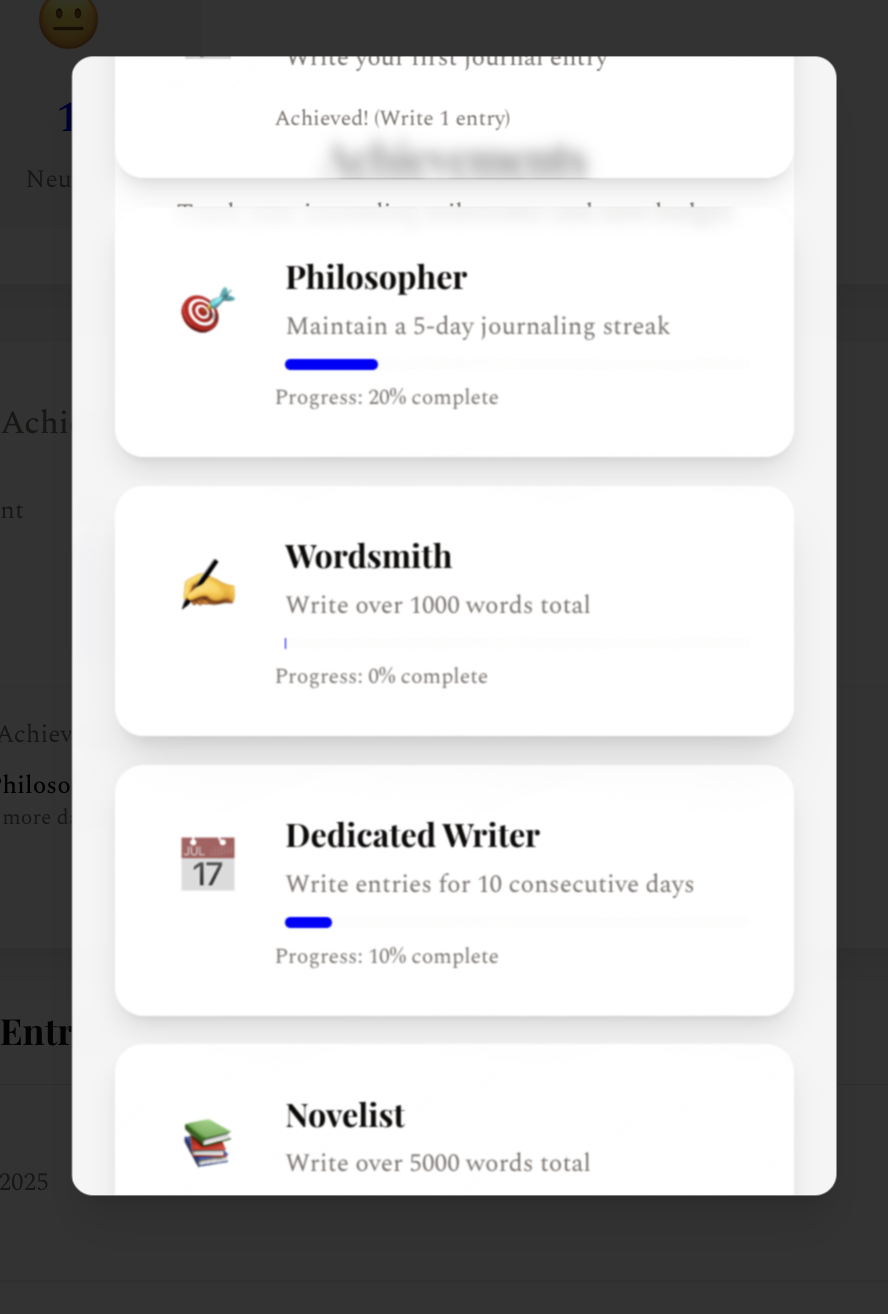 1
Neu
Write your first journal entry
Achieved! (Write 1 entry)
Achievements
Philosopher
Maintain a 5-day journaling streak
Progress: 20% complete
Achi
nt
Wordsmith
Write over 1000 words total
Progress: 0% complete
Achiev
Philoso
more d
Dedicated Writer
JUL
17
Write entries for 10 consecutive days
Progress: 10% complete
Entr
Novelist
Write over 5000 words total
2025